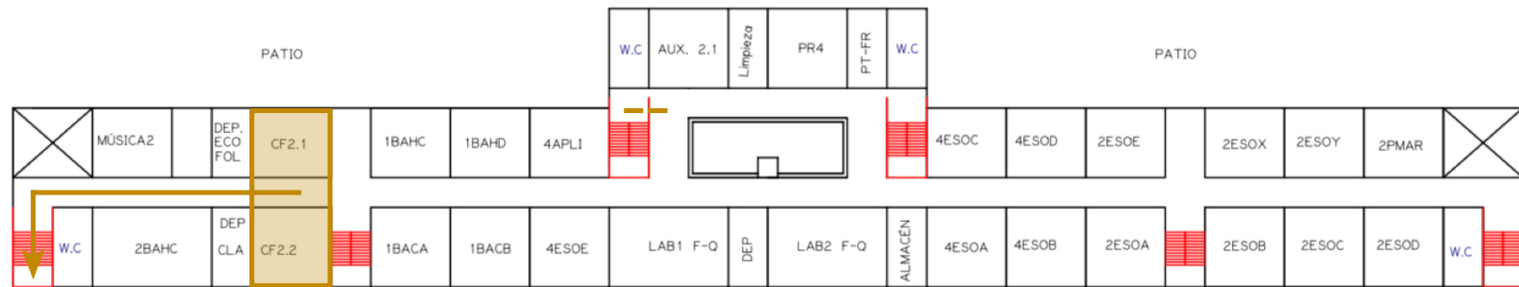 PATIO
PATIO
W.C
AUX. 2.1
Limpieza
PR4
PT-FR
W.C
MÚSICA2
DEP.
ECO
FOL
CF2.1
1BAHC
1BAHD
4APLI
4ESOC
4ESOD
2ESOE
2ESOX
2ESOY
2PMAR
W.C
2BAHC
DEP
CLA
CF2.2
1BACA
1BACB
4ESOE
LAB1 F-Q
DEP
LAB2 F-Q
ALMACÉN
4ESOA
4ESOB
2ESOA
2ESOB
2ESOC
2ESOD
W.C